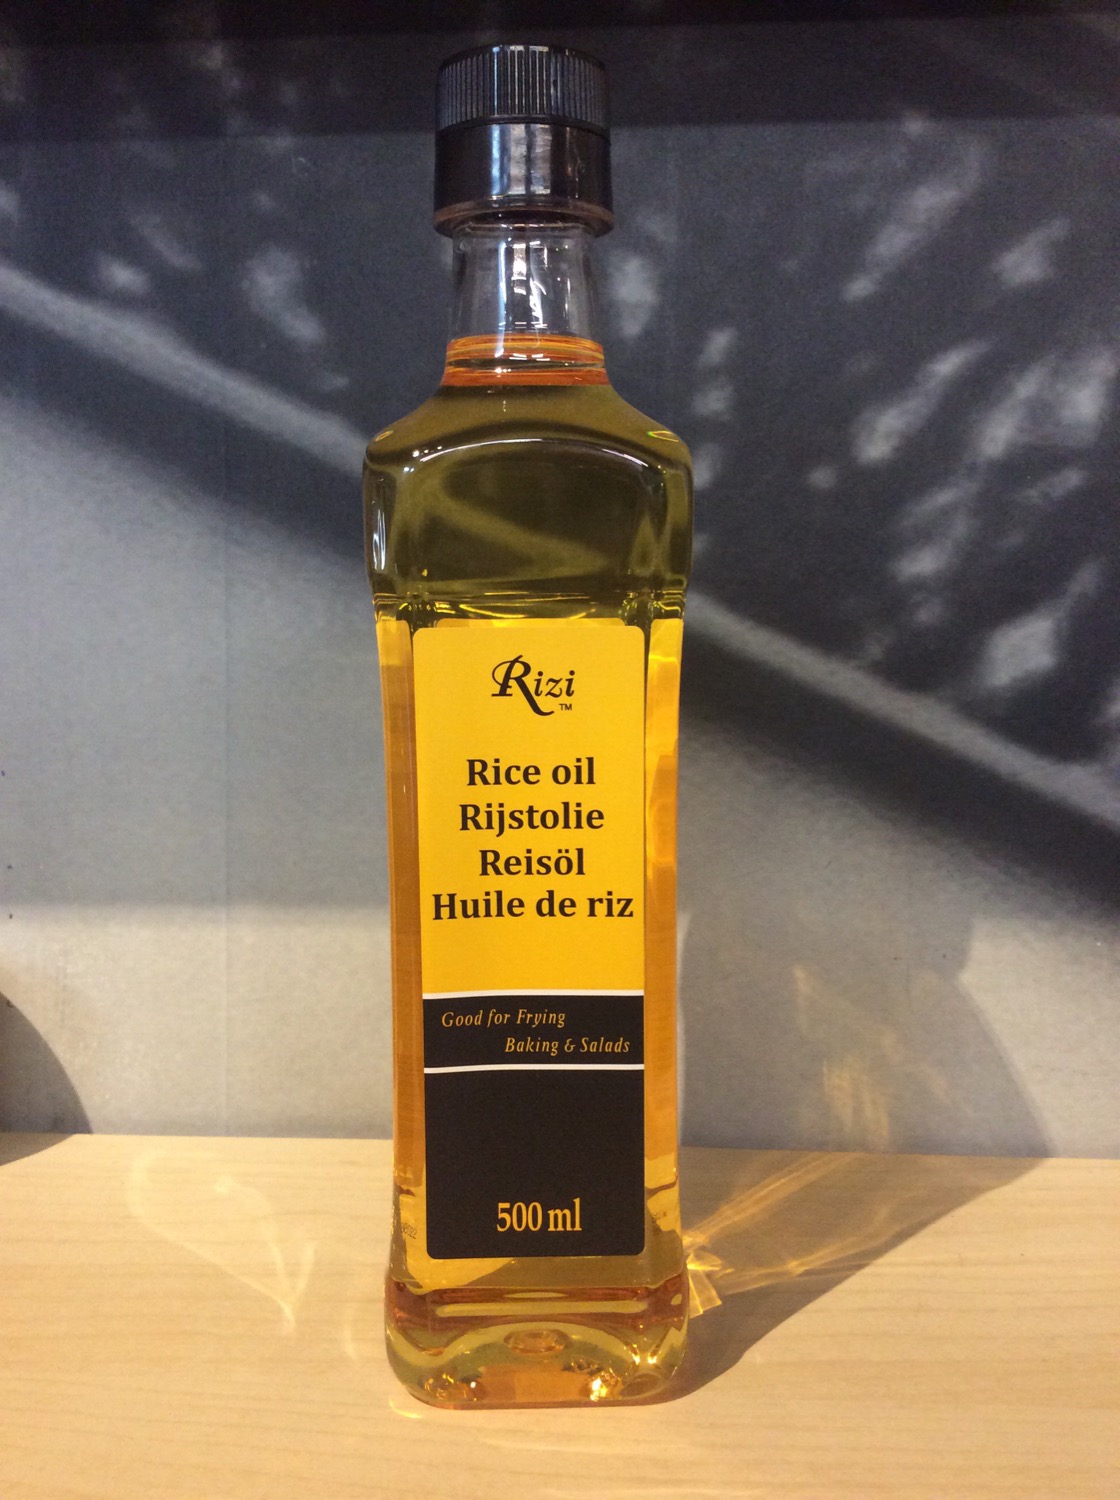 Rizi
TM
Rice oil
Rijstolie
Reisöl
Huile de riz
Good for Frying
Baking & Salads
500 ml